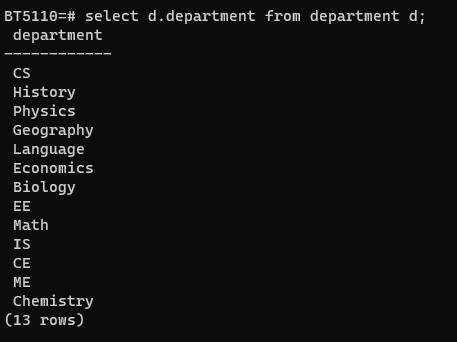 BT5110=# select d.department from department d;
department
------------
CS
History
Physics
Geography
Language
Economics
Biology
EE
Math
IS
CE
ME
Chemistry
(13 rows)